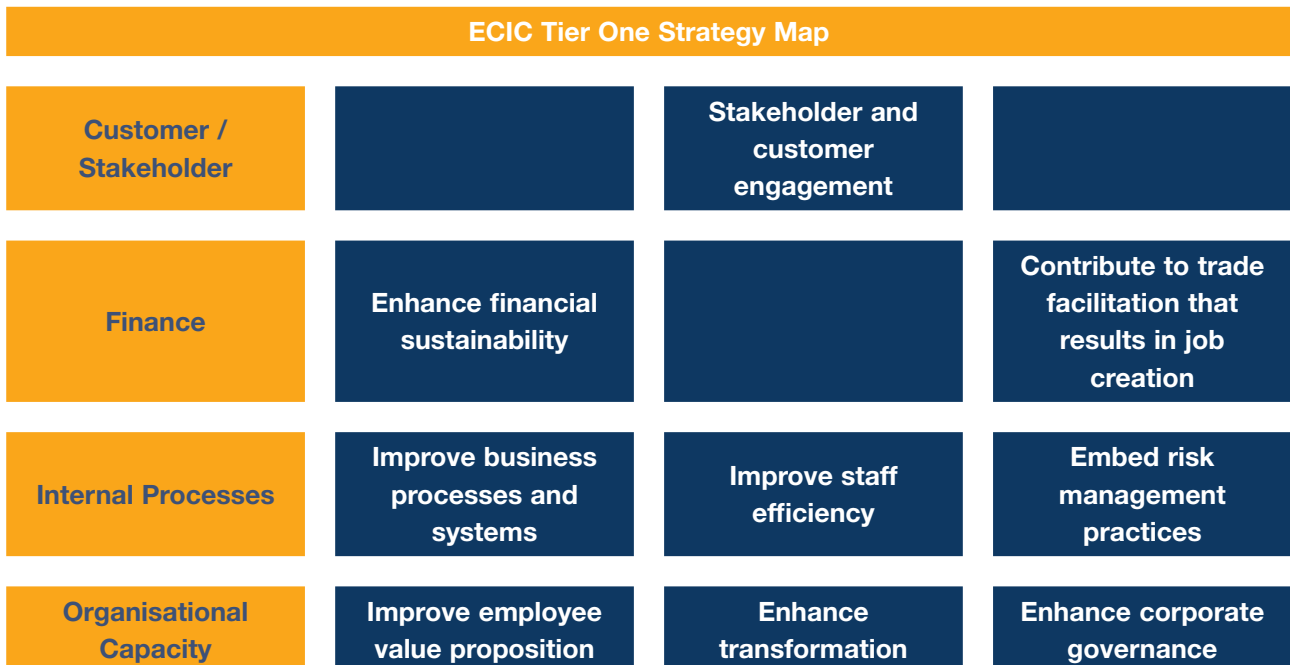 ECIC Tier One Strategy Map
Customer /
Stakeholder
Stakeholder and
customer
engagement
Finance
Enhance financial
sustainability
Contribute to trade
facilitation that
results in job
creation
Internal Processes
Improve business
processes and
systems
Improve staff
efficiency
Embed risk
management
practices
Organisational
Capacity
Improve employee
value proposition
Enhance
transformation
Enhance corporate
governance